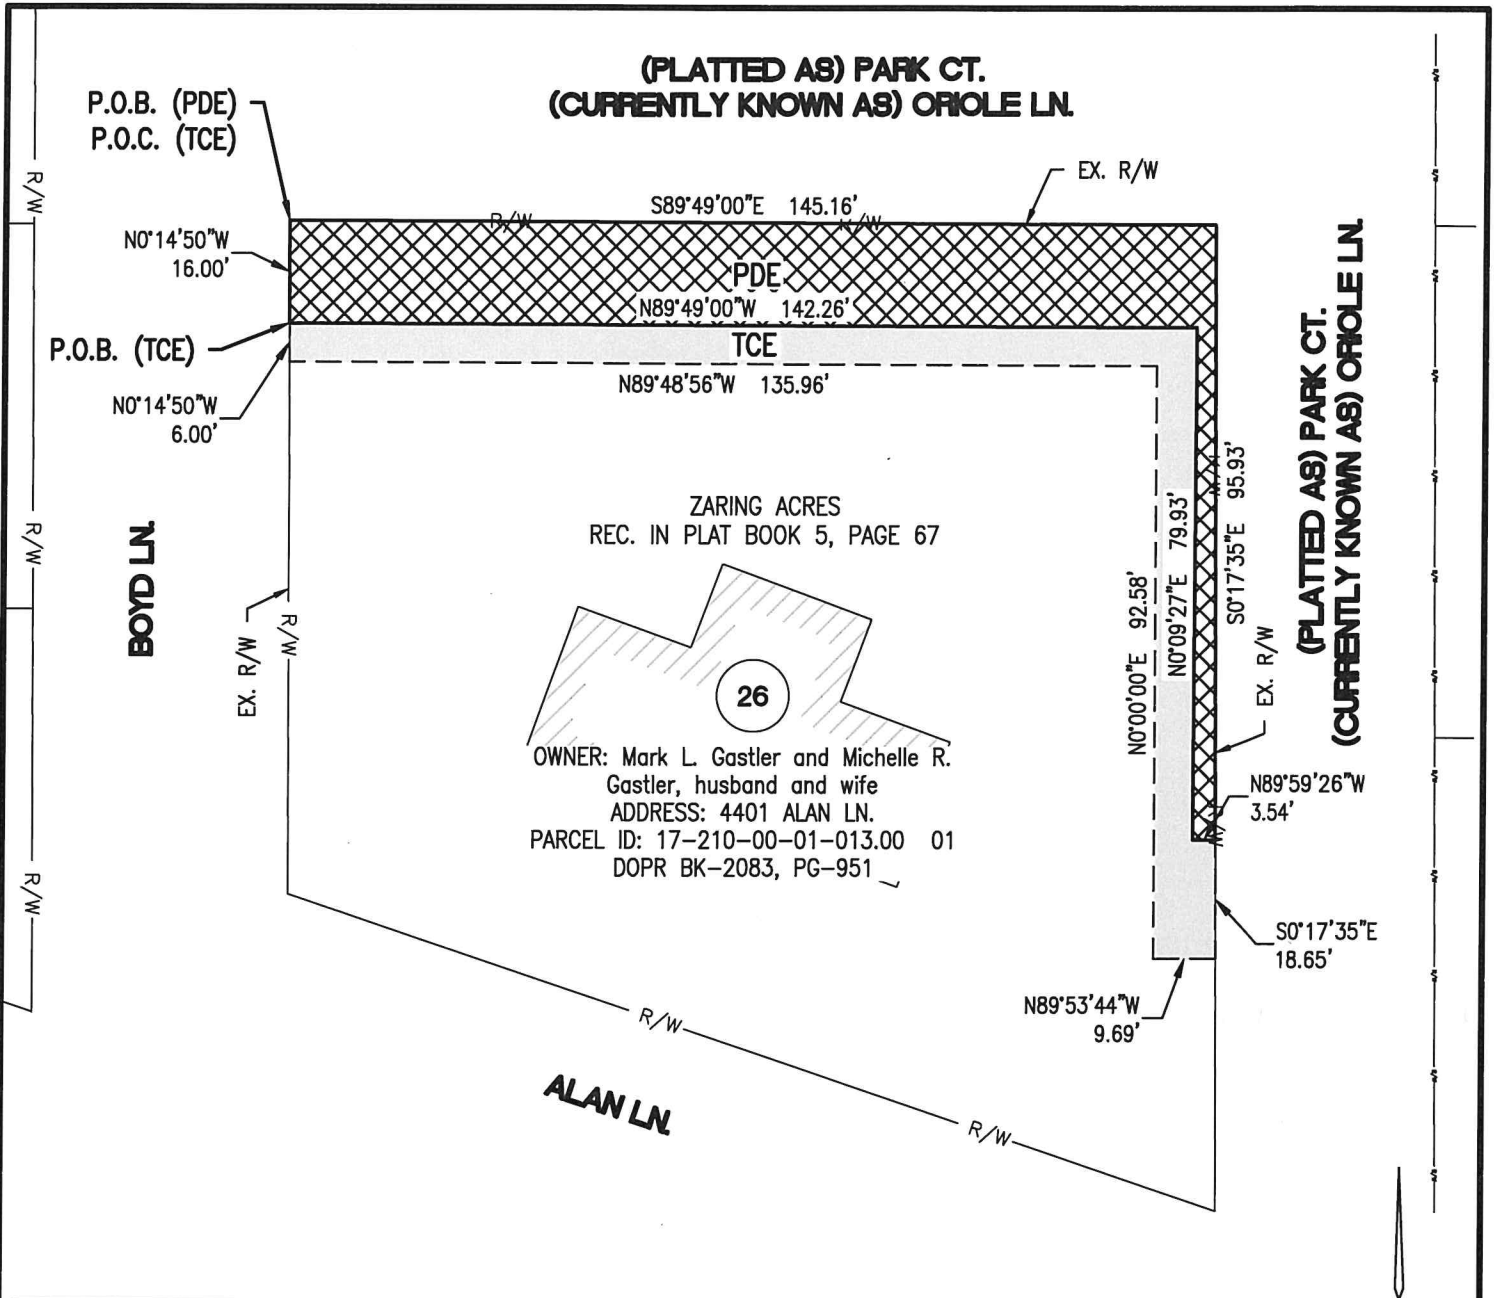 (PLATTED AS) PARK CT.
(CURRENTLY KNOWN AS) ORIOLE LN.
P.O.B. (PDE)
P.O.C. (TCE)
EX. R/W
S89°49'00"E 145.16'
R/W
R/W
R/W
N0°14'50"W
16.00'
PDE
N89°49'00"W 142.26'
P.O.B. (TCE)
TCE
N89°48'56"W 135.96'
N0°14'50"W
6.00'
(PLATTED AS) PARK CT.
(CURRENTLY KNOWN AS) ORIOLE LN.
ZARING ACRES
REC. IN PLAT BOOK 5, PAGE 67
R/W
BOYD LN.
EX. R/W
R/W
N0°00'00"E 92.58'
N0°09'27"E 79.93'
S0°17'35"E 95.93'
R/W
EX. R/W
26
OWNER: Mark L. Gastler and Michelle R.
Gastler, husband and wife
ADDRESS: 4401 ALAN LN.
PARCEL ID: 17-210-00-01-013.00 01
DOPR BK-2083, PG-951
N89°59'26"W
3.54'
R/W
R/W
S0°17'35"E
18.65'
N89°53'44"W
9.69'
R/W
ALAN LN.
R/W